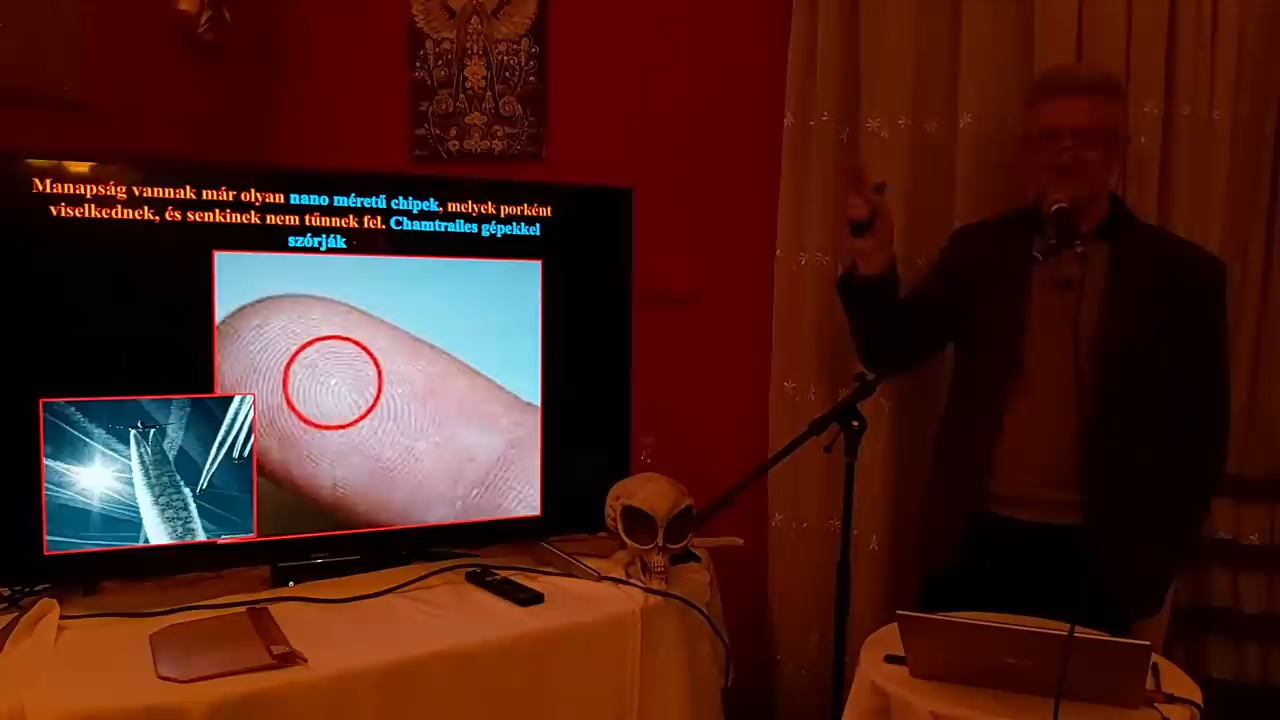 Manapság vannak már olyan nano méretű chipek, melyek porként
viselkednek, és senkinek nem tűnnek fel. Chamtrailes gépekkel
szórják